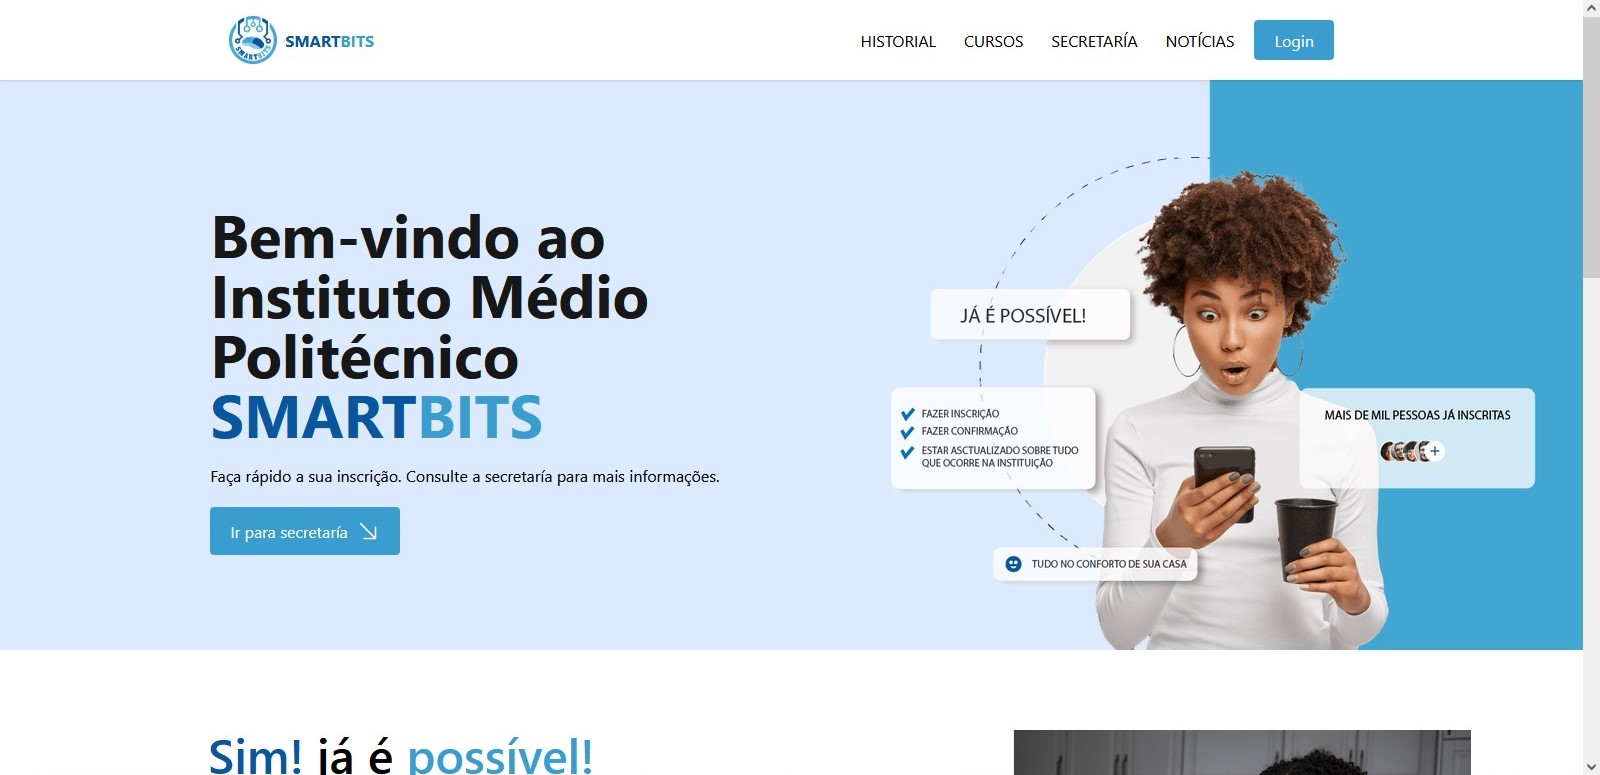 SMARTBITS
HISTORIAL
CURSOS
SECRETARÍA
NOTÍCIAS
Login
Bem-vindo ao
Instituto Médio
Politécnico
SMARTBITS
Faça rápido a sua inscrição. Consulte a secretaría para mais informações.
Ir para secretaría
JÁ É POSSÍVEL!
FAZER INSCRIÇÃO
FAZER CONFIRMAÇÃO
ESTAR ASCTUALIZADO SOBRE TUDO
QUE OCORRE NA INSTITUIÇÃO
MAIS DE MIL PESSOAS JÁ INSCRITAS
TUDO NO CONFORTO DE SUA CASA
Sim! já é possível!